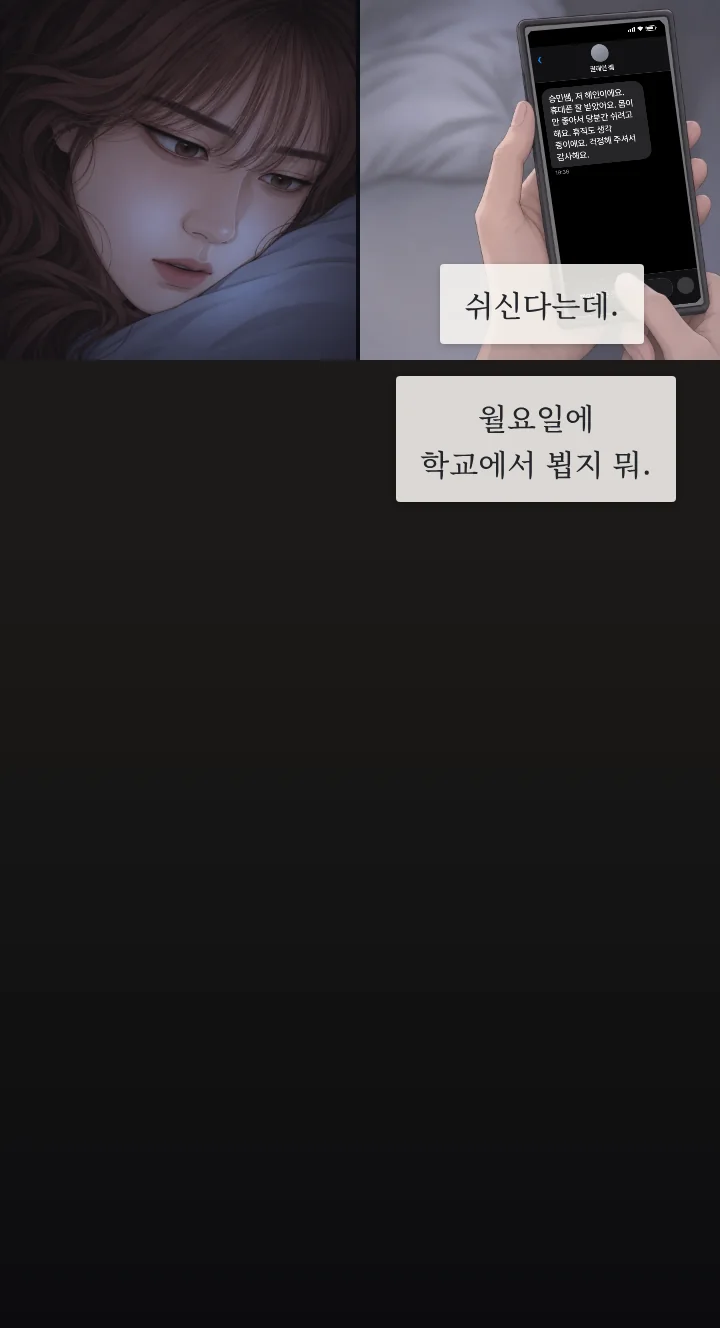 승민쌤, 저 해인이에요.
휴대폰 잘 받았어요. 몸이
안 좋아서 당분간 쉬려고
해요. 휴직도 생각
중이에요. 걱정해 주셔서
감사해요.
19:39
쉬신다는데.
월요일에
학교에서 뵙지 뭐.